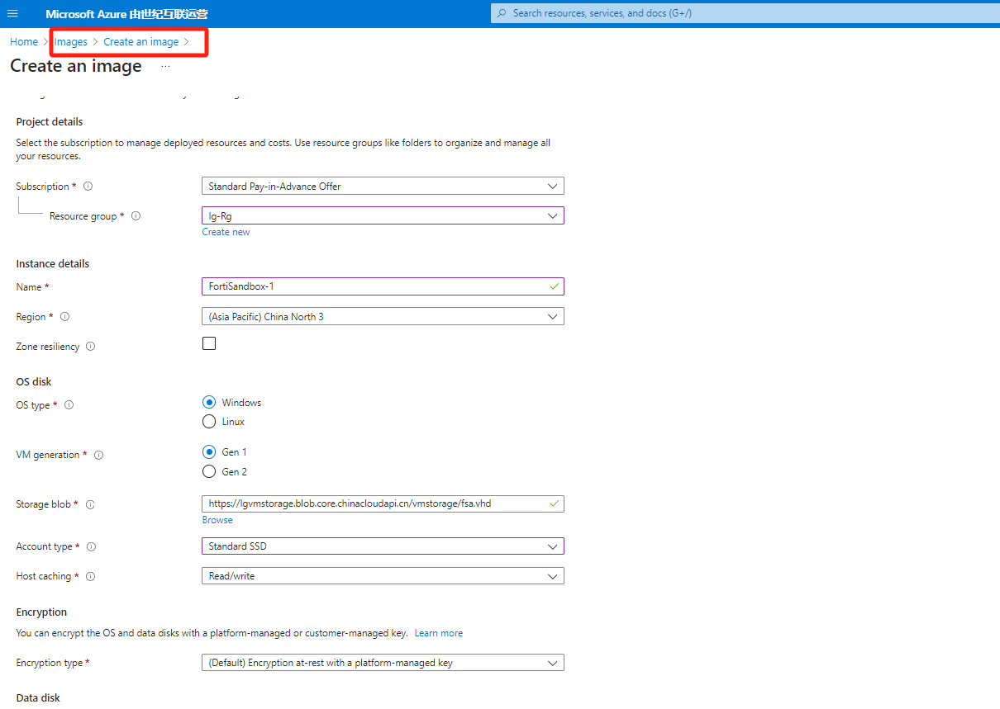 Microsoft Azure 由世纪互联运营
Search resources, services, and docs (G+/)
Home > Images > Create an image >
Create an image ...
Project details
Select the subscription to manage deployed resources and costs. Use resource groups like folders to organize and manage all
your resources.
Subscription *
Standard Pay-in-Advance Offer
Resource group *
lg-Rg
Create new
Instance details
Name *
FortiSandbox-1
Region *
(Asia Pacific) China North 3
Zone resiliency
OS disk
OS type *
Windows
Linux
VM generation *
Gen 1
Gen 2
Storage blob *
https://lgvmstorage.blob.core.chinacloudapi.cn/vmstorage/fsa.vhd
Browse
Account type *
Standard SSD
Host caching *
Read/write
Encryption
You can encrypt the OS and data disks with a platform-managed or customer-managed key. Learn more
Encryption type *
(Default) Encryption at-rest with a platform-managed key
Data disk